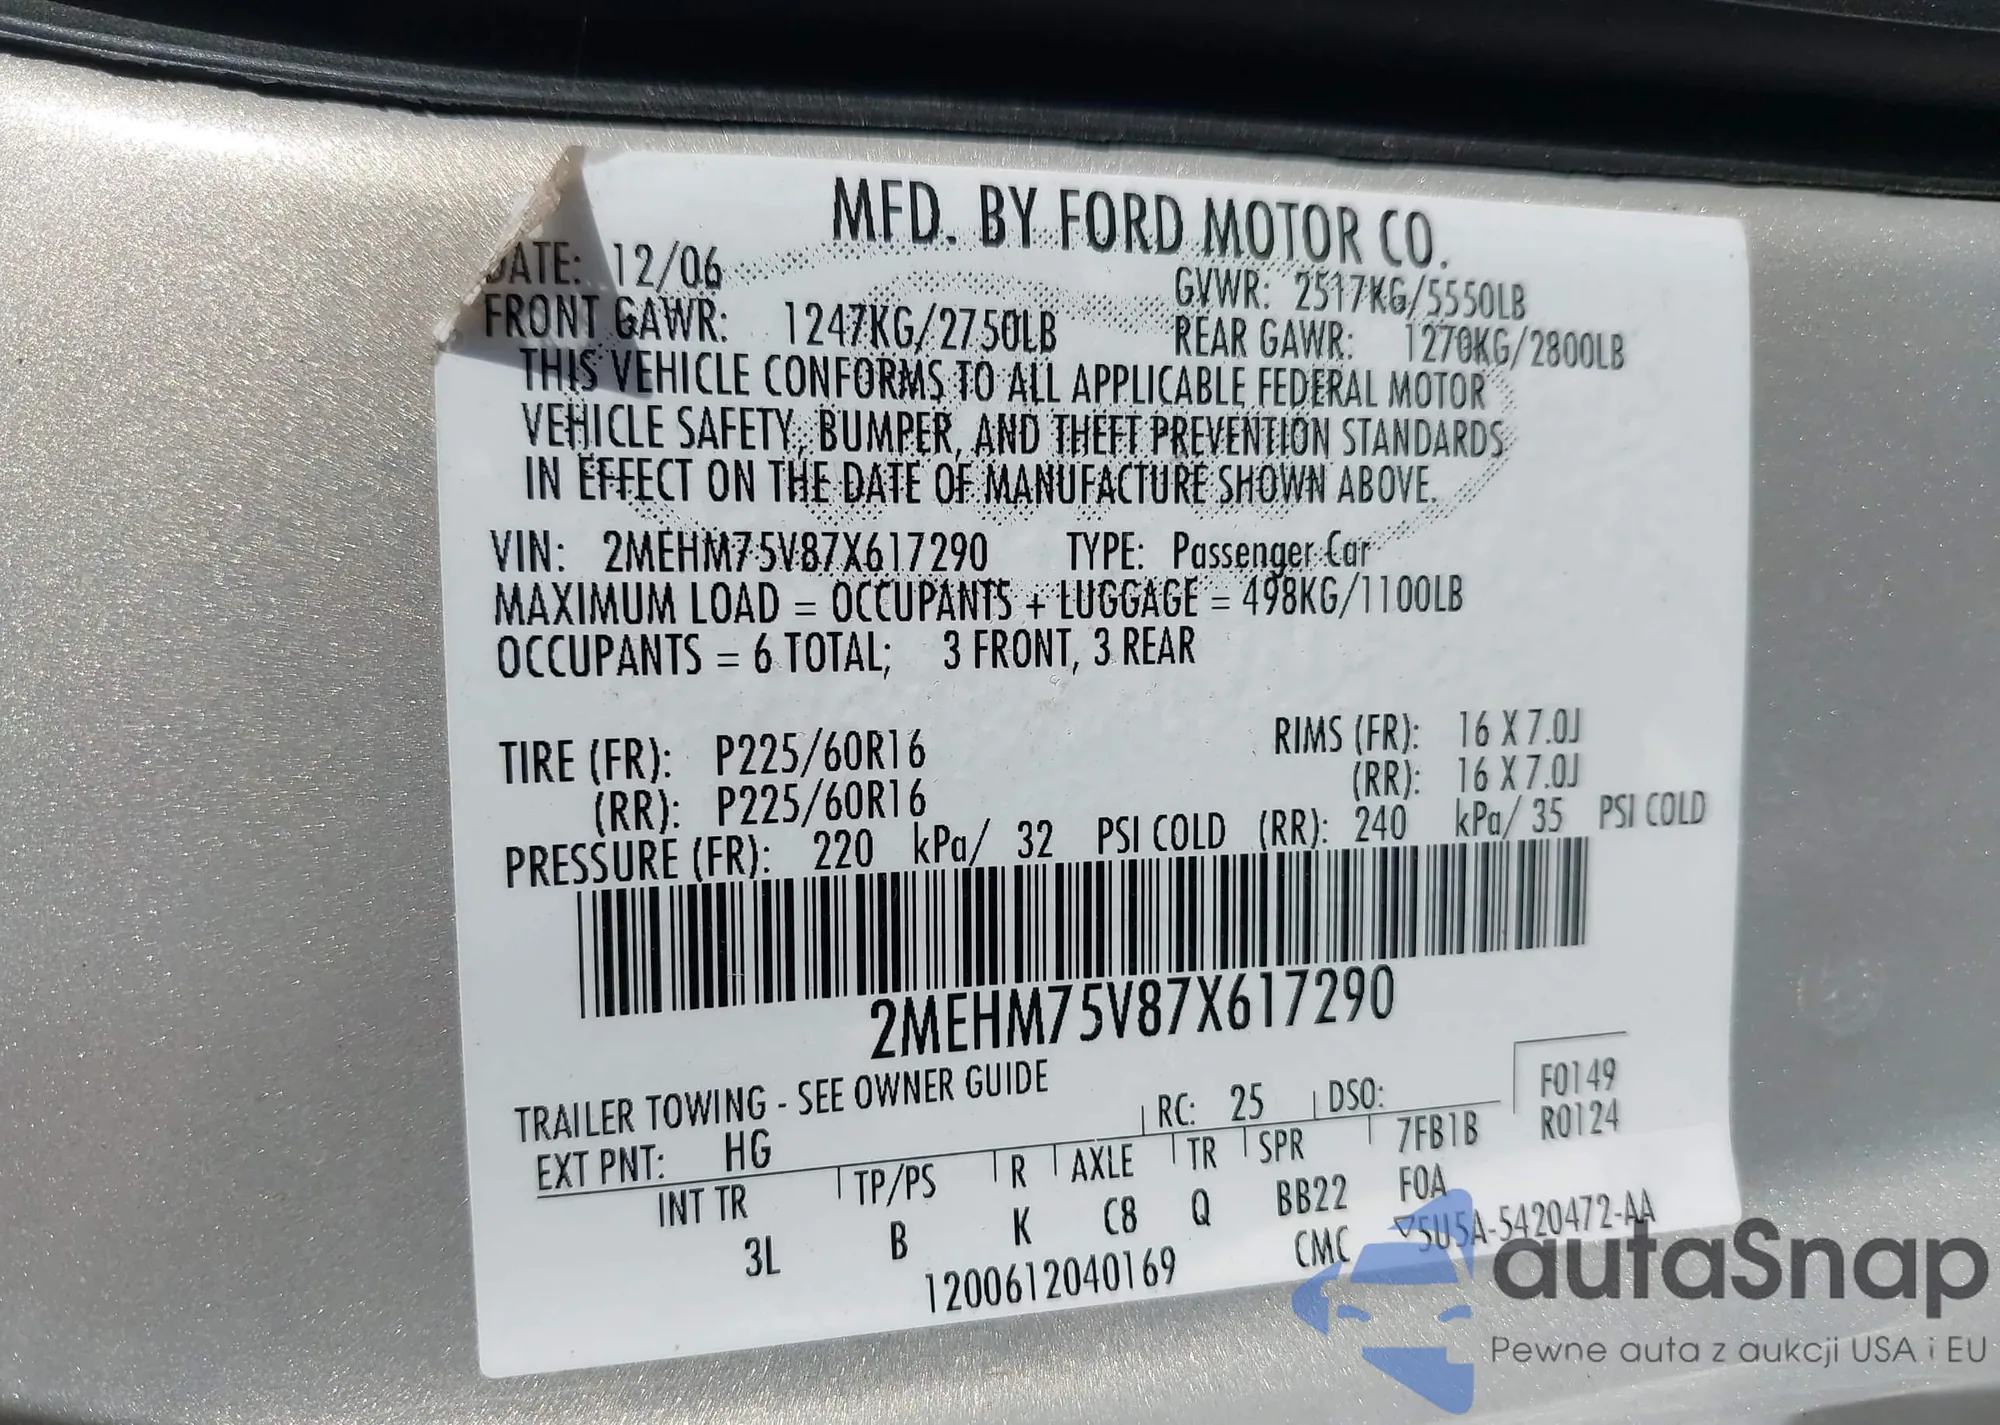 MFD. BY FORD MOTOR CO.
DATE: 12/06 GVWR: 2517KG/5550LB
FRONT GAWR: 1247KG/2750LB REAR GAWR: 1270KG/2800LB
THIS VEHICLE CONFORMS TO ALL APPLICABLE FEDERAL MOTOR
VEHICLE SAFETY, BUMPER, AND THEFT PREVENTION STANDARDS
IN EFFECT ON THE DATE OF MANUFACTURE SHOWN ABOVE.
VIN: 2MEHM75V87X617290 TYPE: Passenger Car
MAXIMUM LOAD = OCCUPANTS + LUGGAGE = 498KG/1100LB
OCCUPANTS = 6 TOTAL; 3 FRONT, 3 REAR
TIRE (FR): P225/60R16 RIMS (FR): 16 X 7.0J
(RR): P225/60R16 (RR): 16 X 7.0J
PRESSURE (FR): 220 kPa/ 32 PSI COLD (RR): 240 kPa/ 35 PSI COLD
2MEHM75V87X617290
TRAILER TOWING - SEE OWNER GUIDE
F0149
R0124
EXT PNT: HG RC: 25 DSO:
INT TR TP/PS R AXLE TR SPR 7FB1B
3L B K C8 Q BB22 F0A
1200612040169 CMC ▽5U5A-5420472-AA
autaSnap
Pewne auta z aukcji USA i EU